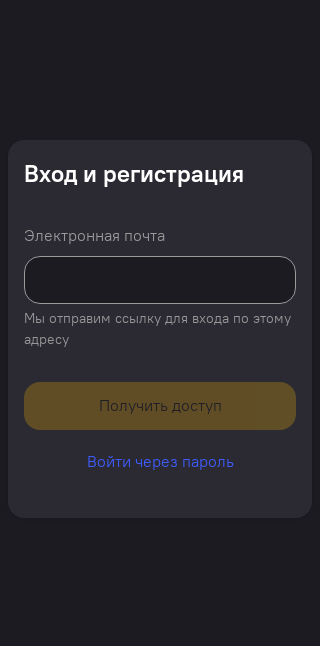 Вход и регистрация
Электронная почта
Мы отправим ссылку для входа по этому
адресу
Получить доступ
Войти через пароль